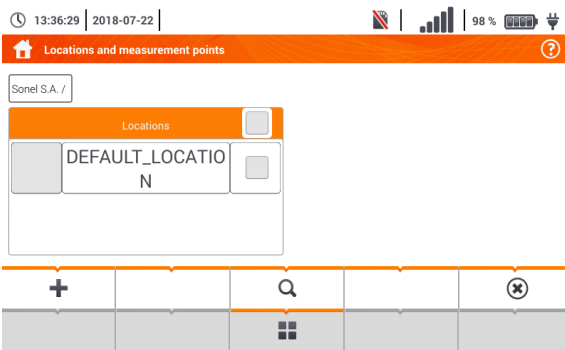 13:36:29 2018-07-22 98 %
Locations and measurement points ?
Sonel S.A. /
Locations
DEFAULT_LOCATIO
N